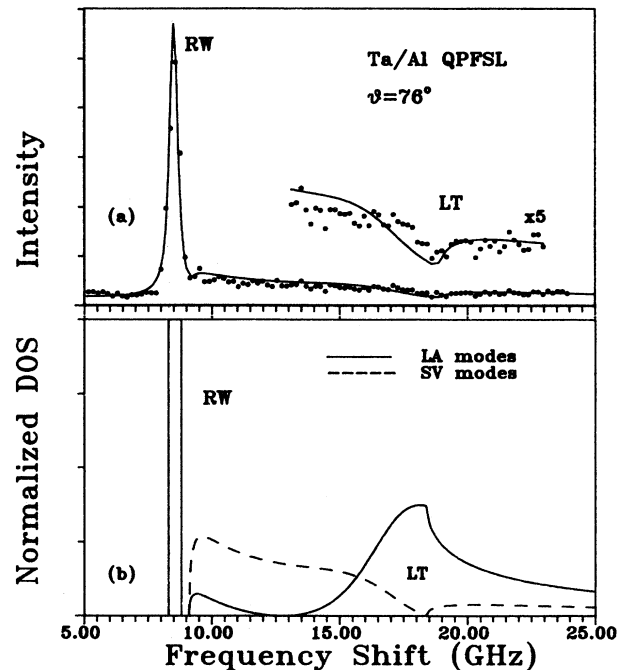 RW
Ta/Al QPFSL
ϑ=76°
Intensity
(a)
LT
x5
LA modes
SV modes
RW
Normalized DOS
(b)
LT
5.00 10.00 15.00 20.00 25.00
Frequency Shift (GHz)